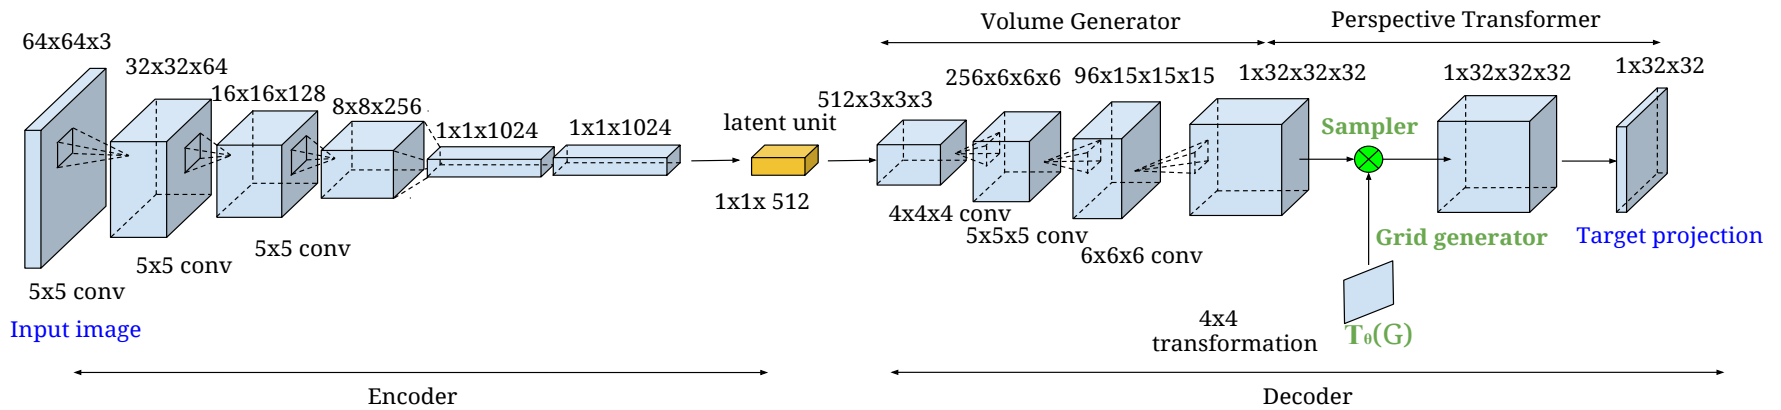 Volume Generator
Perspective Transformer
64x64x3
32x32x64
16x16x128
8x8x256
1x1x1024
1x1x1024
latent unit
512x3x3x3
256x6x6x6
96x15x15x15
1x32x32x32
1x32x32x32
1x32x32
Sampler
1x1x 512
4x4x4 conv
5x5x5 conv
6x6x6 conv
Grid generator
Target projection
5x5 conv
5x5 conv
5x5 conv
Input image
4x4
transformation
Tθ(G)
Encoder
Decoder